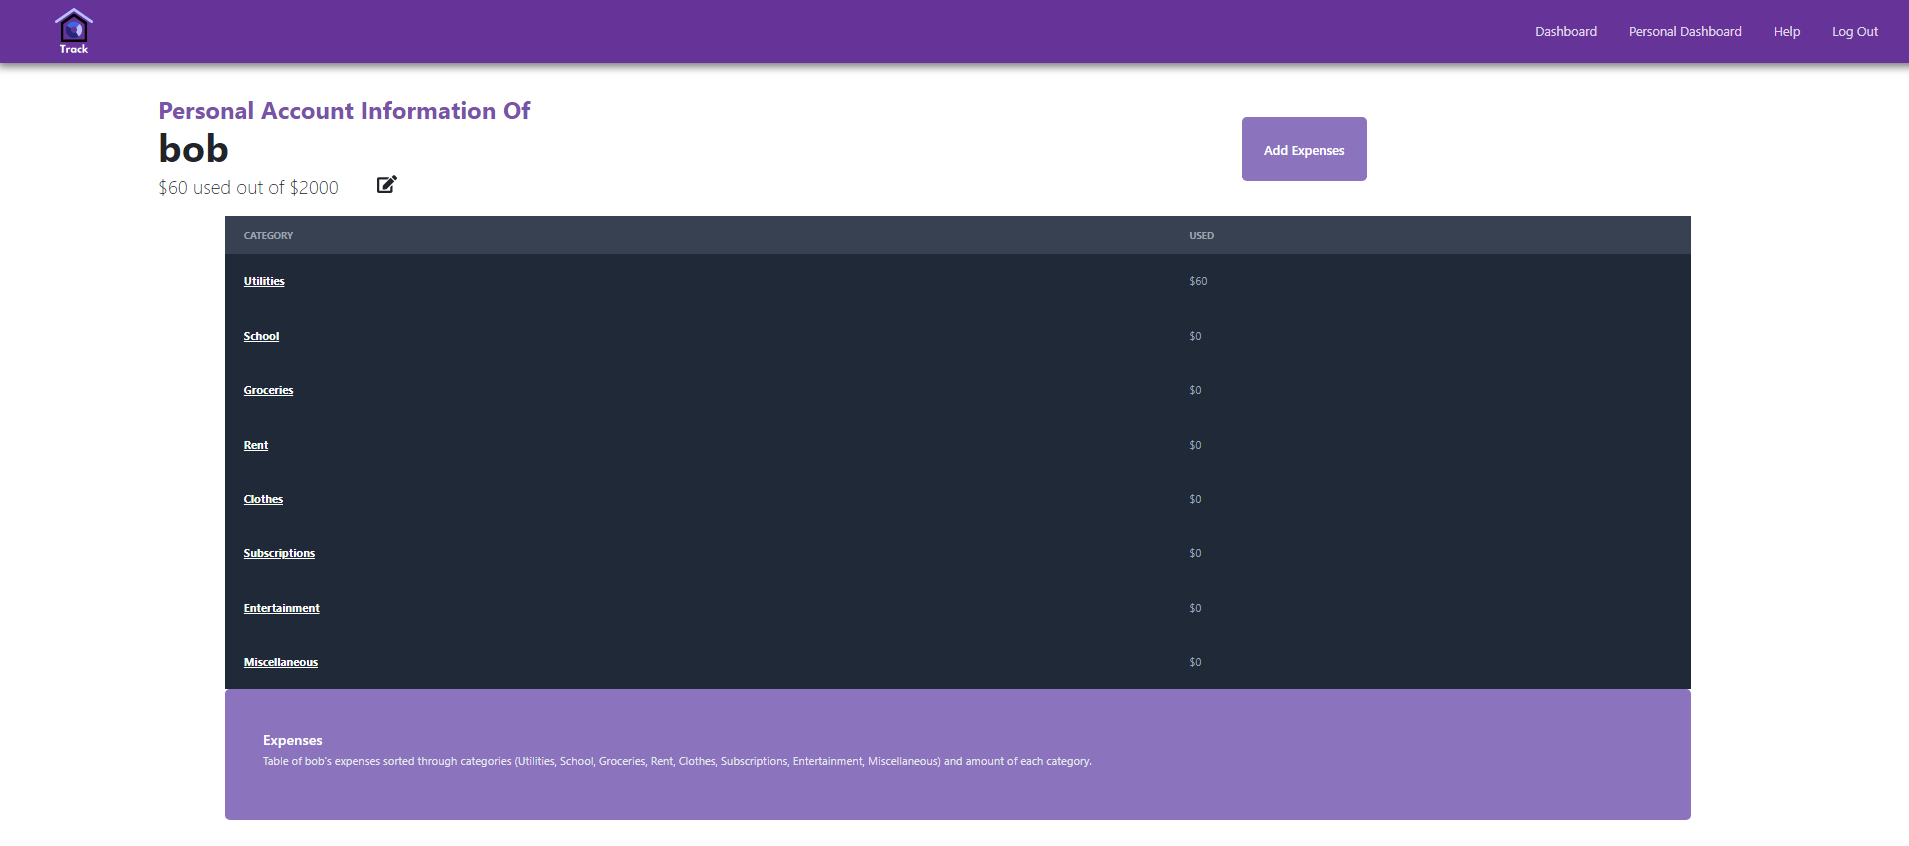 Track
Dashboard Personal Dashboard Help Log Out
Personal Account Information Of
bob
$60 used out of $2000
Add Expenses
CATEGORY USED
Utilities $60
School $0
Groceries $0
Rent $0
Clothes $0
Subscriptions $0
Entertainment $0
Miscellaneous $0
Expenses
Table of bob's expenses sorted through categories (Utilities, School, Groceries, Rent, Clothes, Subscriptions, Entertainment, Miscellaneous) and amount of each category.